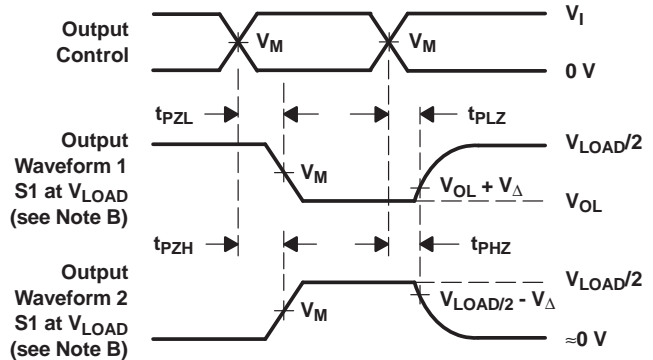 Output
Control
V_I
V_M
V_M
0 V
t_PZL
t_PLZ
Output
Waveform 1
S1 at V_LOAD
(see Note B)
V_LOAD/2
V_M
V_OL + V_Δ
V_OL
t_PZH
t_PHZ
Output
Waveform 2
S1 at V_LOAD
(see Note B)
V_LOAD/2
V_M
V_LOAD/2 - V_Δ
≈0 V